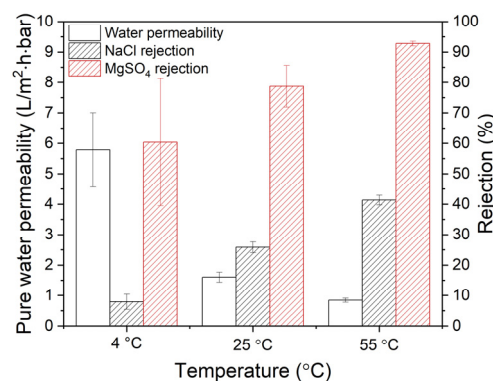 Water permeability
NaCl rejection
MgSO₄ rejection
Pure water permeability (L/m²·h·bar)
10
9
8
7
6
5
4
3
2
1
0
100
90
80
70
60
50
40
30
20
10
0
Rejection (%)
4 °C
25 °C
55 °C
Temperature (°C)